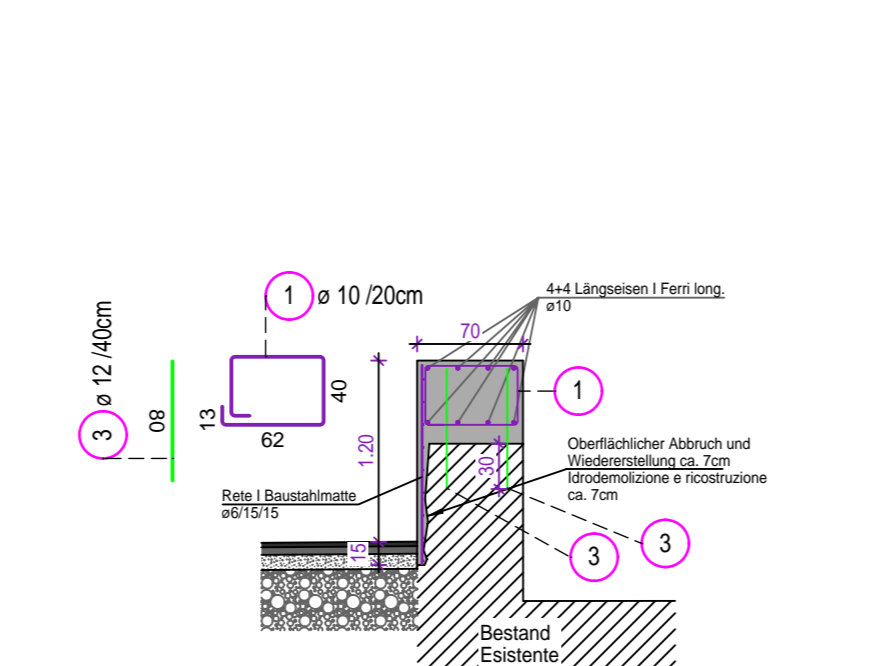 1 ø 10 /20cm
4+4 Längseisen I Ferri long.
ø10
3 ø 12 /40cm
80
13
40
62
70
1
1.20
30
Oberflächlicher Abbruch und
Wiedererstellung ca. 7cm
Idrodemolizione e ricostruzione
ca. 7cm
Rete I Baustahlmatte
ø6/15/15
15
3
3
Bestand
Esistente